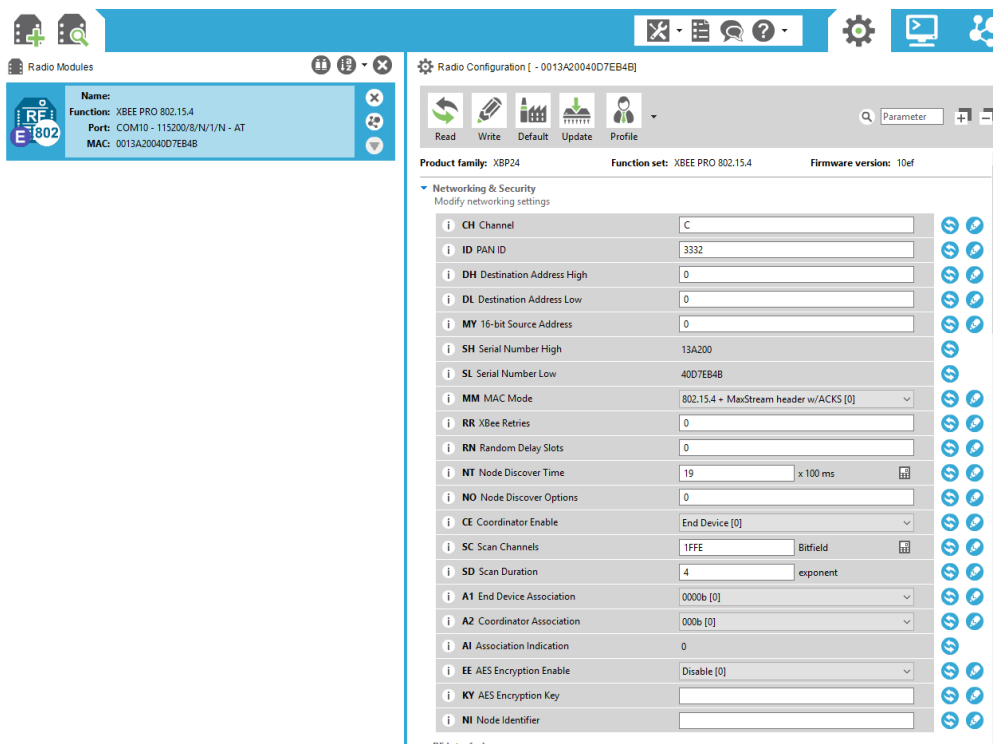 Radio Modules
Name:
Function: XBEE PRO 802.15.4
Port: COM10 - 115200/8/N/1/N - AT
MAC: 0013A20040D7EB4B
RF
E 802
Radio Configuration [ - 0013A20040D7EB4B]
Read Write Default Update Profile
Parameter
Product family: XBP24 Function set: XBEE PRO 802.15.4 Firmware version: 10ef
Networking & Security
Modify networking settings
i CH Channel C
i ID PAN ID 3332
i DH Destination Address High 0
i DL Destination Address Low 0
i MY 16-bit Source Address 0
i SH Serial Number High 13A200
i SL Serial Number Low 40D7EB4B
i MM MAC Mode 802.15.4 + MaxStream header w/ACKS [0]
i RR XBee Retries 0
i RN Random Delay Slots 0
i NT Node Discover Time 19 x 100 ms
i NO Node Discover Options 0
i CE Coordinator Enable End Device [0]
i SC Scan Channels 1FFE Bitfield
i SD Scan Duration 4 exponent
i A1 End Device Association 0000b [0]
i A2 Coordinator Association 000b [0]
i AI Association Indication 0
i EE AES Encryption Enable Disable [0]
i KY AES Encryption Key
i NI Node Identifier